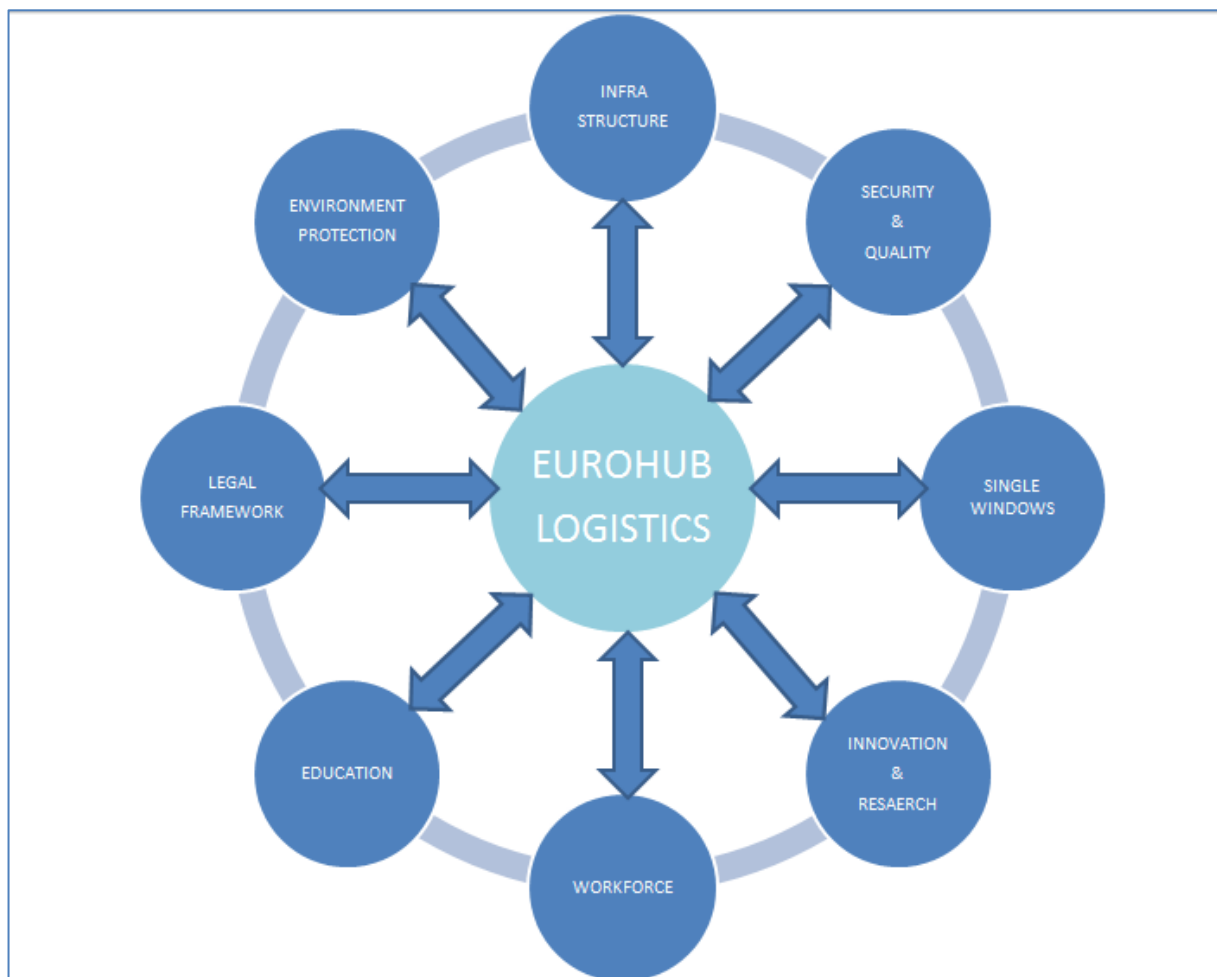 INFRA
STRUCTURE
SECURITY
&
QUALITY
ENVIRONMENT
PROTECTION
EUROHUB
LOGISTICS
LEGAL
FRAMEWORK
SINGLE
WINDOWS
EDUCATION
INNOVATION
&
RESAERCH
WORKFORCE